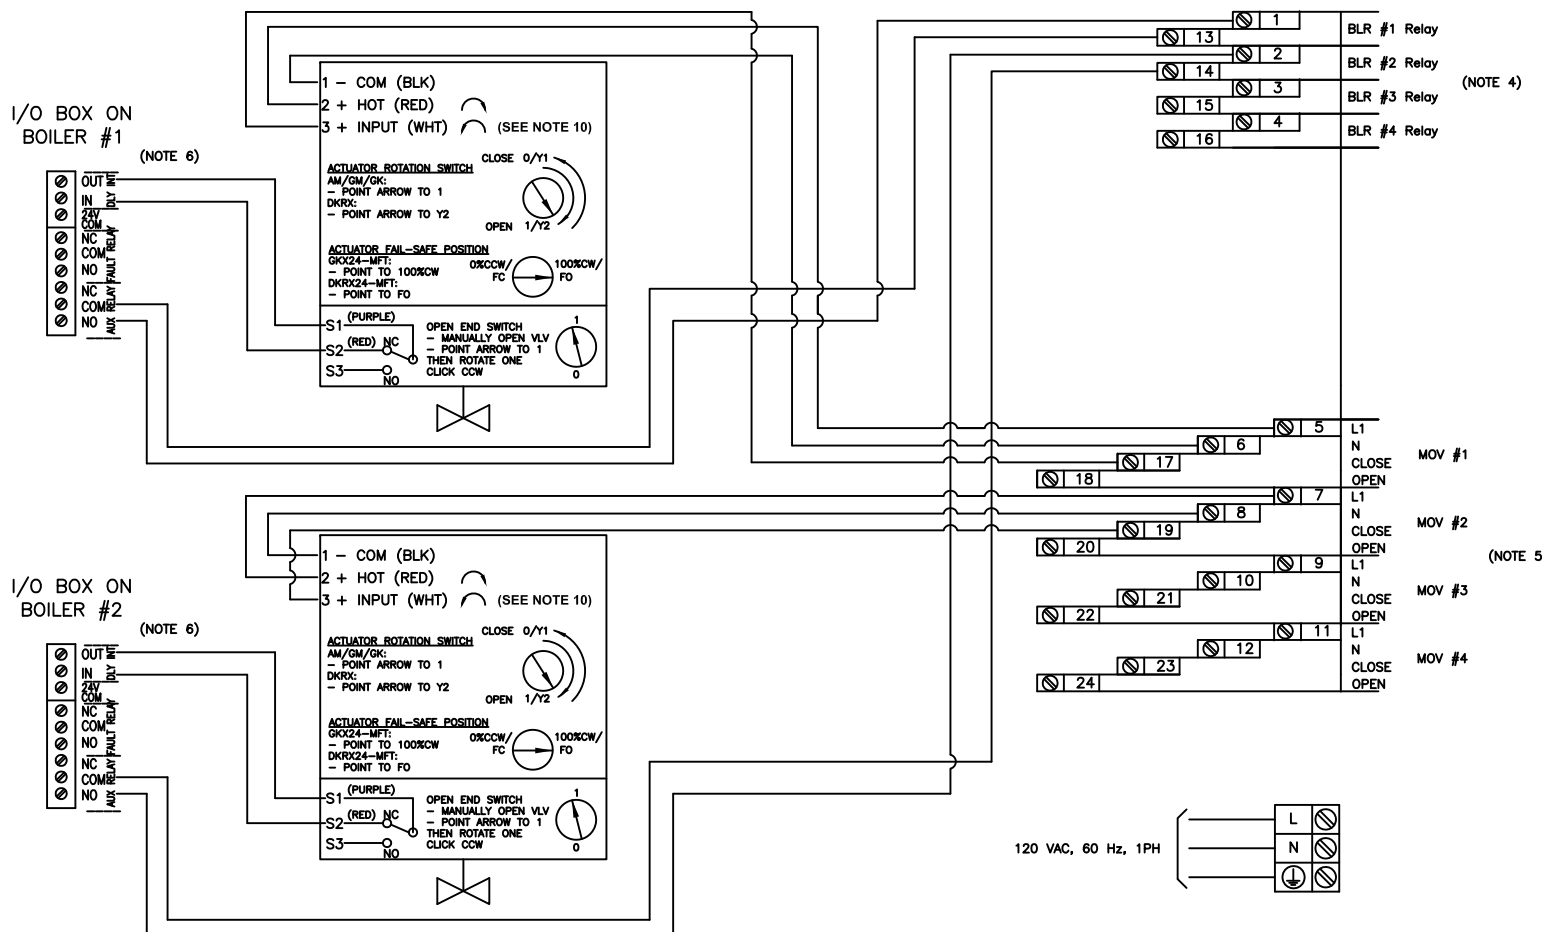 1
13
BLR #1 Relay
2
14
BLR #2 Relay
3
15
BLR #3 Relay
4
16
BLR #4 Relay
(NOTE 4)
I/O BOX ON
BOILER #1
(NOTE 6)
OUT
IN
24V
COM
DLY INT
NC
COM
NO
FAULT RELAY
NC
COM
NO
AUX RELAY
1 - COM (BLK)
2 + HOT (RED)
3 + INPUT (WHT)
(SEE NOTE 10)
ACTUATOR ROTATION SWITCH
AM/GM/GK:
- POINT ARROW TO 1
DKRX:
- POINT ARROW TO Y2
CLOSE 0/Y1
OPEN 1/Y2
ACTUATOR FAIL-SAFE POSITION
GKX24-MFT:
- POINT TO 100%CW
DKRX24-MFT:
- POINT TO FO
0%CCW/
FC
100%CW/
FO
S1 (PURPLE)
S2 (RED) NC
S3
NO
OPEN END SWITCH
- MANUALLY OPEN VLV
- POINT ARROW TO 1
THEN ROTATE ONE
CLICK CCW
1
0
5 L1
6 N
17 CLOSE
18 OPEN
MOV #1
7 L1
8 N
19 CLOSE
20 OPEN
MOV #2
9 L1
10 N
21 CLOSE
22 OPEN
MOV #3
11 L1
12 N
23 CLOSE
24 OPEN
MOV #4
(NOTE 5
I/O BOX ON
BOILER #2
(NOTE 6)
OUT
IN
24V
COM
DLY INT
NC
COM
NO
FAULT RELAY
NC
COM
NO
AUX RELAY
1 - COM (BLK)
2 + HOT (RED)
3 + INPUT (WHT)
(SEE NOTE 10)
ACTUATOR ROTATION SWITCH
AM/GM/GK:
- POINT ARROW TO 1
DKRX:
- POINT ARROW TO Y2
CLOSE 0/Y1
OPEN 1/Y2
ACTUATOR FAIL-SAFE POSITION
GKX24-MFT:
- POINT TO 100%CW
DKRX24-MFT:
- POINT TO FO
0%CCW/
FC
100%CW/
FO
S1 (PURPLE)
S2 (RED) NC
S3
NO
OPEN END SWITCH
- MANUALLY OPEN VLV
- POINT ARROW TO 1
THEN ROTATE ONE
CLICK CCW
1
0
120 VAC, 60 Hz, 1PH
L
N